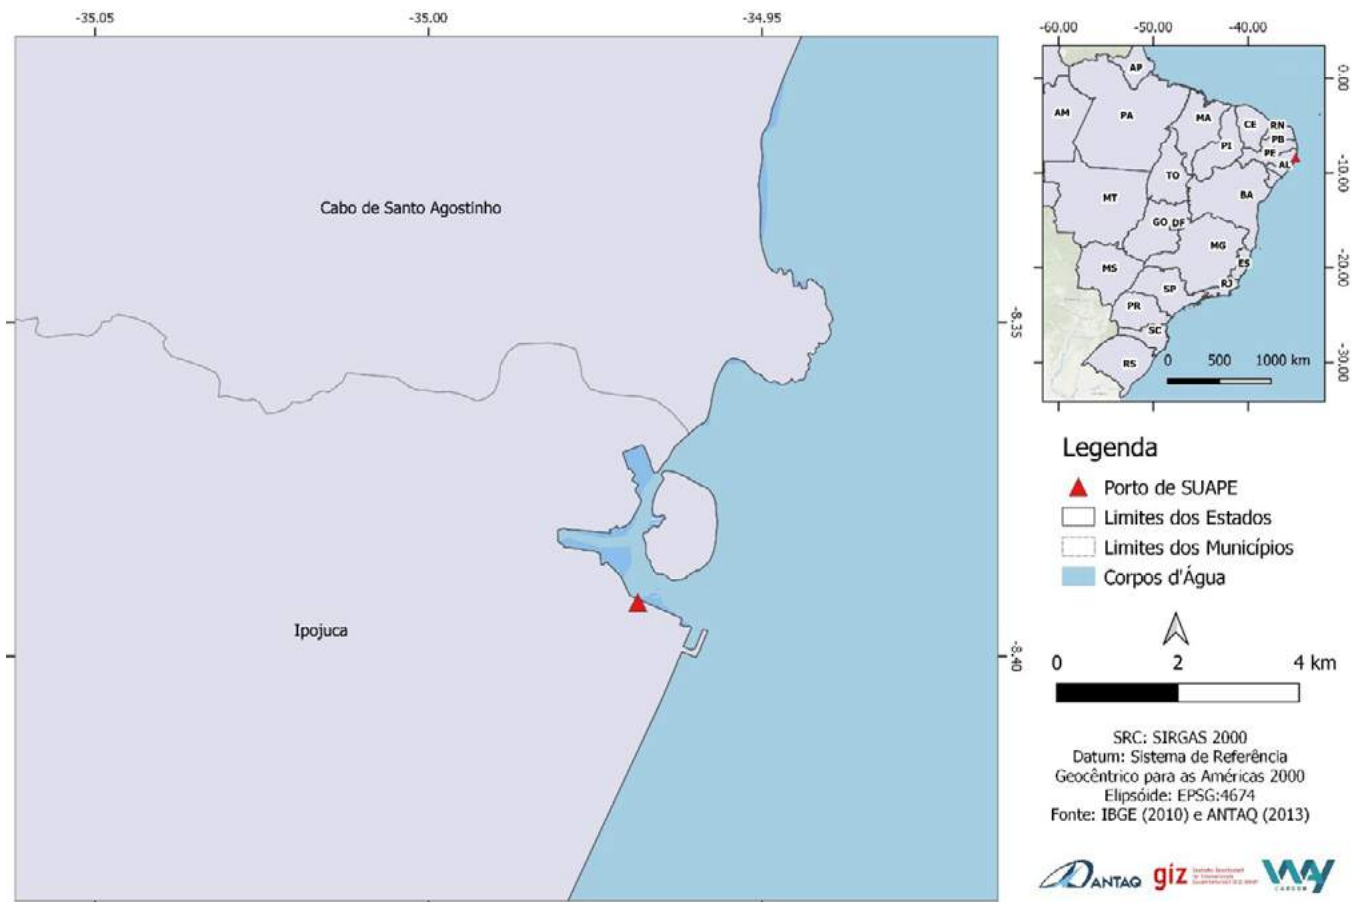 -35.05
-35.00
-34.95
Cabo de Santo Agostinho
Ipojuca
-8.35
-8.40
-60.00
-50.00
-40.00
0.00
-10.00
-20.00
-30.00
AP
AM
PA
MA
CE
RN
PB
PI
PE
AL
TO
MT
BA
GO
DF
MG
MS
ES
SP
RJ
PR
SC
RS
0 500 1000 km
Legenda
Porto de SUAPE
Limites dos Estados
Limites dos Municípios
Corpos d'Água
0 2 4 km
SRC: SIRGAS 2000
Datum: Sistema de Referência
Geocêntrico para as Américas 2000
Elipsóide: EPSG:4674
Fonte: IBGE (2010) e ANTAQ (2013)
ANTAQ
giz
WAY
CARBON